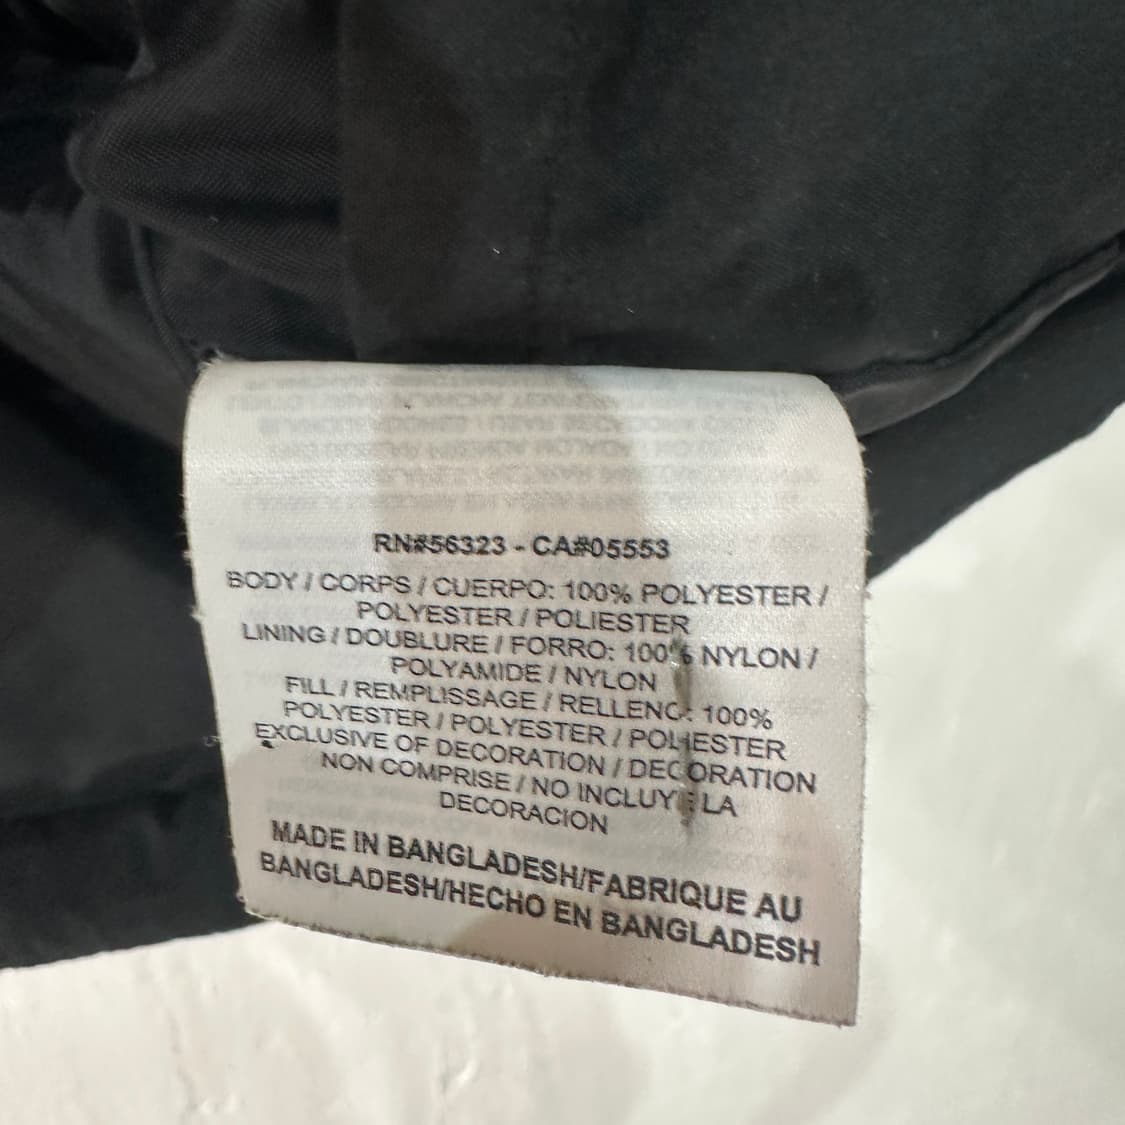 RN#56323 - CA#05553
BODY / CORPS / CUERPO: 100% POLYESTER /
POLYESTER / POLIESTER
LINING / DOUBLURE / FORRO: 100% NYLON /
POLYAMIDE / NYLON
FILL / REMPLISSAGE / RELLENO: 100%
POLYESTER / POLYESTER / POLIESTER
EXCLUSIVE OF DECORATION / DECORATION
NON COMPRISE / NO INCLUYE LA
DECORACION
MADE IN BANGLADESH/FABRIQUE AU
BANGLADESH/HECHO EN BANGLADESH